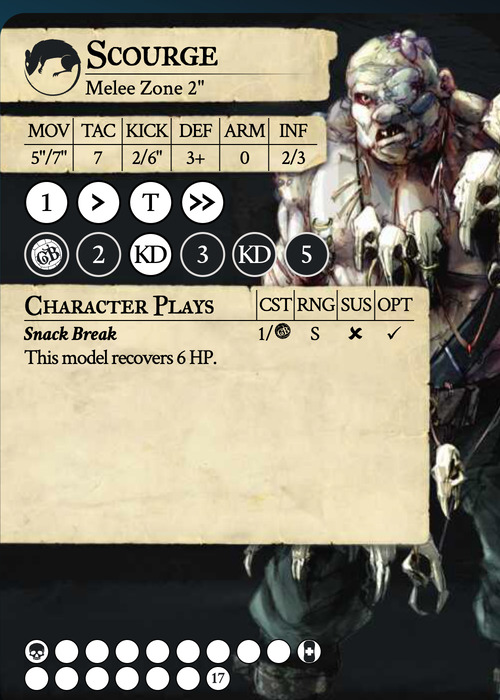 Scourge
Melee Zone 2"
MOV TAC KICK DEF ARM INF
5"/7" 7 2/6" 3+ 0 2/3
1 > T >>
GB 2 KD 3 KD 5
Character Plays CST RNG SUS OPT
Snack Break 1/GB S ✘ ✓
This model recovers 6 HP.
17